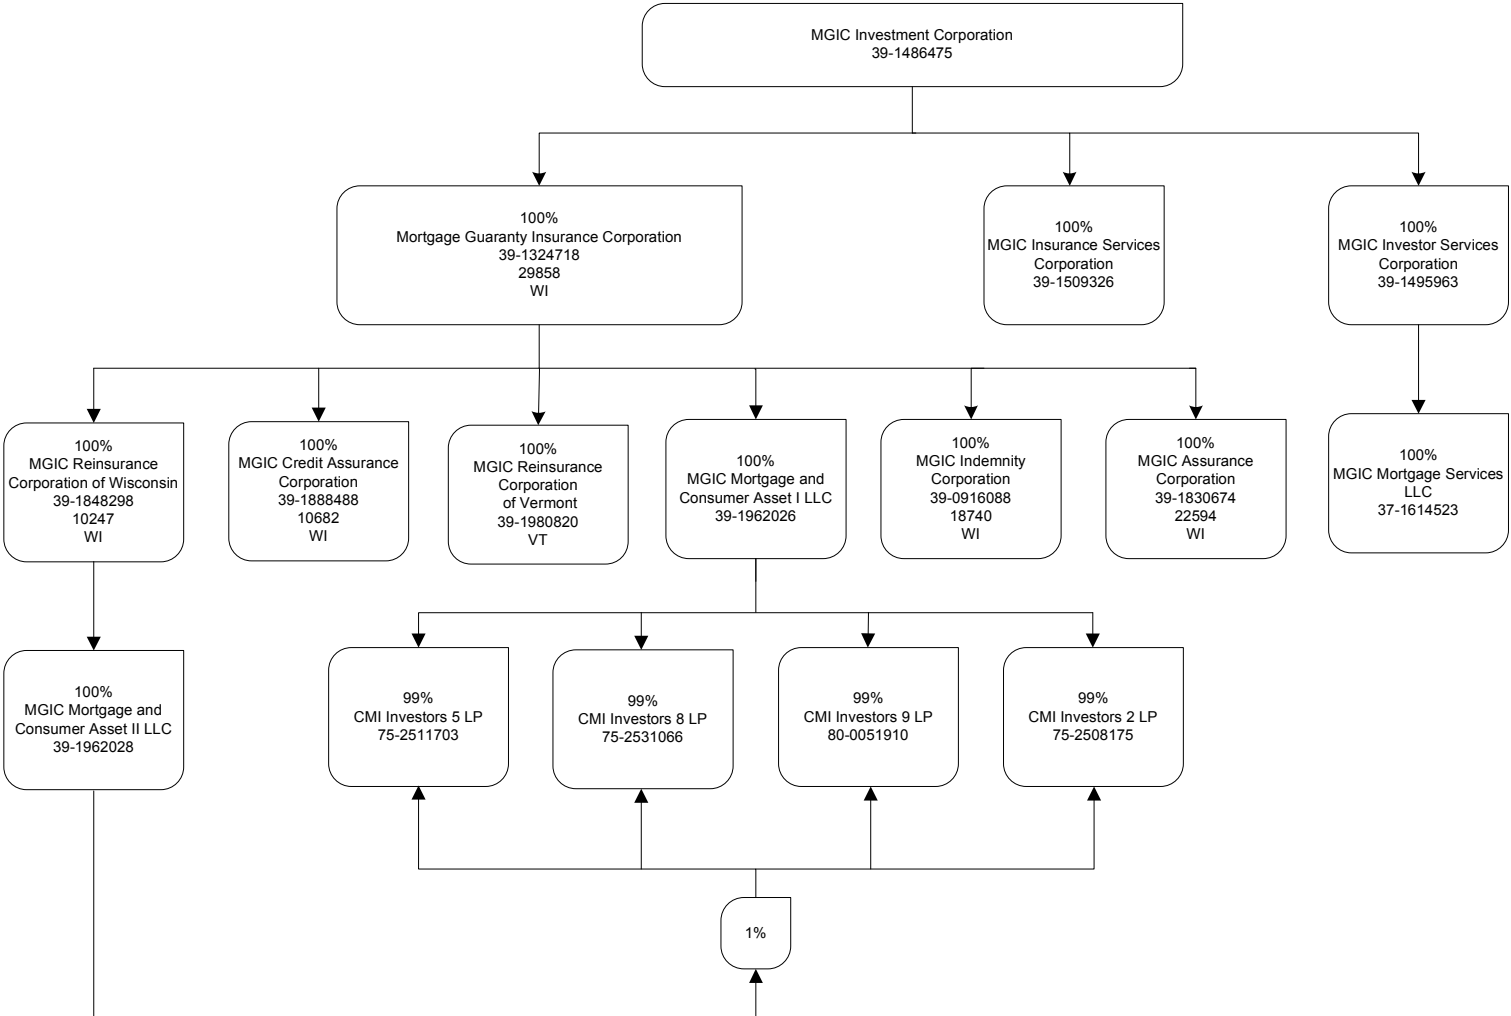 MGIC Investment Corporation
39-1486475
100%
Mortgage Guaranty Insurance Corporation
39-1324718
29858
WI
100%
MGIC Insurance Services
Corporation
39-1509326
100%
MGIC Investor Services
Corporation
39-1495963
100%
MGIC Reinsurance
Corporation of Wisconsin
39-1848298
10247
WI
100%
MGIC Credit Assurance
Corporation
39-1888488
10682
WI
100%
MGIC Reinsurance
Corporation
of Vermont
39-1980820
VT
100%
MGIC Mortgage and
Consumer Asset I LLC
39-1962026
100%
MGIC Indemnity
Corporation
39-0916088
18740
WI
100%
MGIC Assurance
Corporation
39-1830674
22594
WI
100%
MGIC Mortgage Services
LLC
37-1614523
100%
MGIC Mortgage and
Consumer Asset II LLC
39-1962028
99%
CMI Investors 5 LP
75-2511703
99%
CMI Investors 8 LP
75-2531066
99%
CMI Investors 9 LP
80-0051910
99%
CMI Investors 2 LP
75-2508175
1%